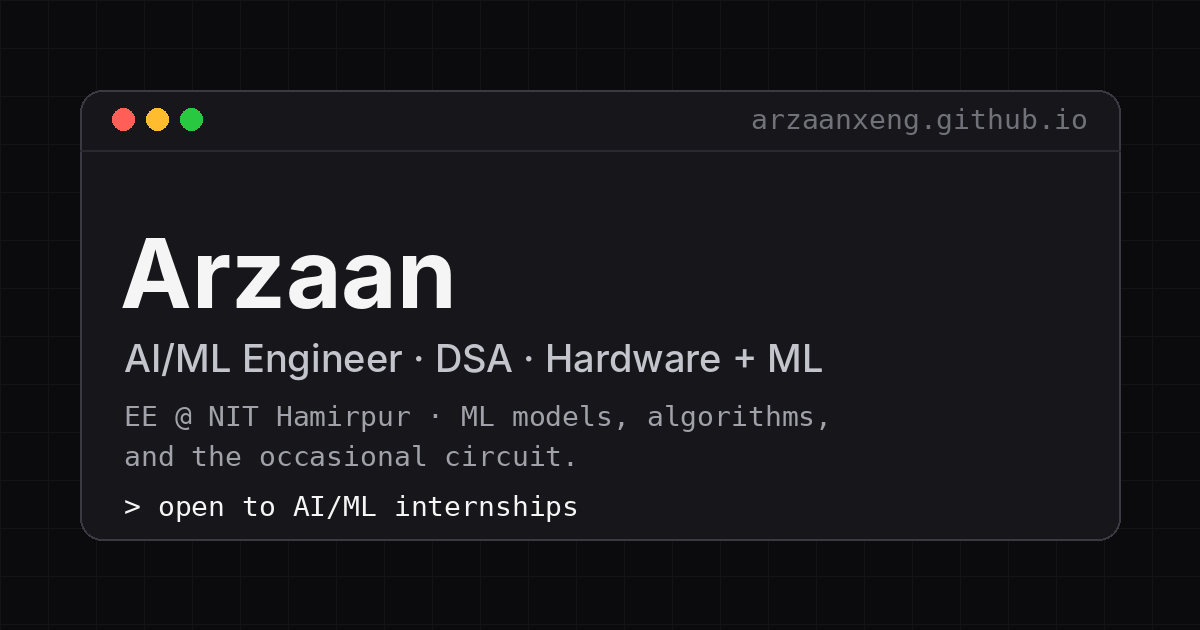 arzaanxeng.github.io
Arzaan
AI/ML Engineer · DSA · Hardware + ML
EE @ NIT Hamirpur · ML models, algorithms,
and the occasional circuit.
> open to AI/ML internships